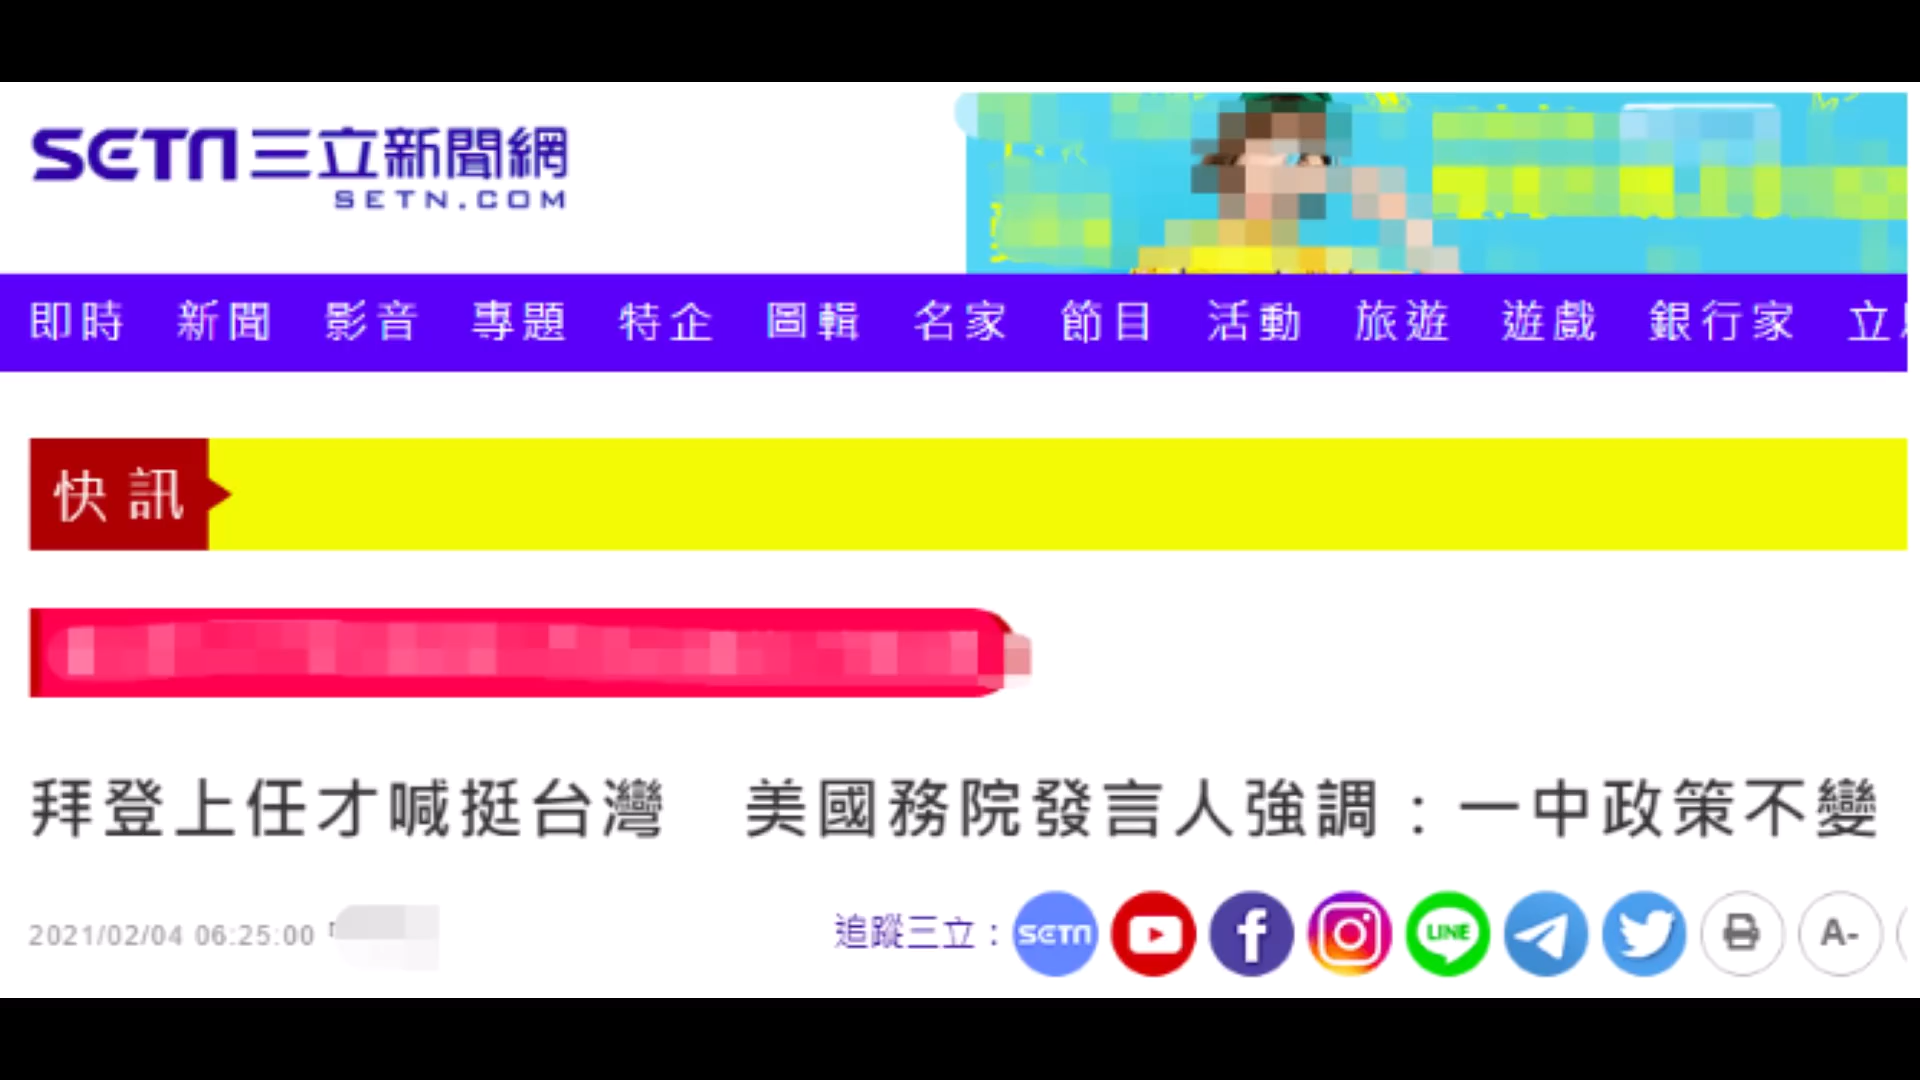 SETN三立新聞網
SETN.COM
即時 新聞 影音 專題 特企 圖輯 名家 節目 活動 旅遊 遊戲 銀行家 立
快訊
拜登上任才喊挺台灣 美國務院發言人強調：一中政策不變
2021/02/04 06:25:00
追蹤三立： SETN LINE A-